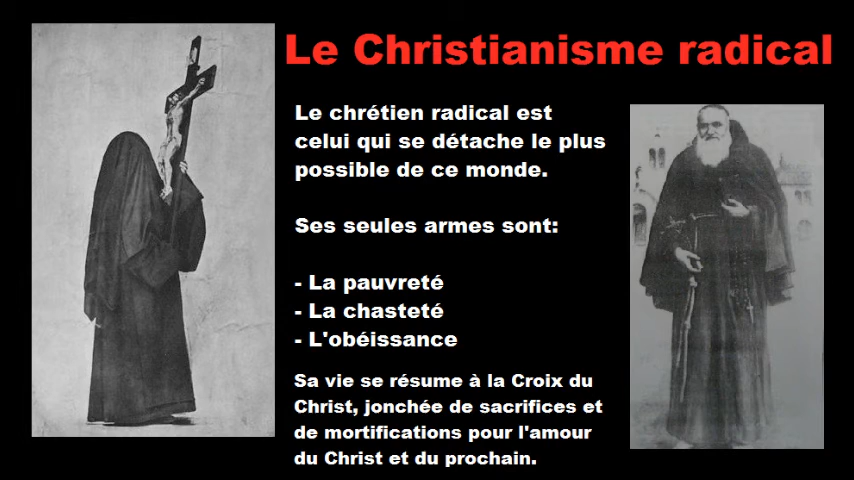 Le Christianisme radical
Le chrétien radical est
celui qui se détache le plus
possible de ce monde.
Ses seules armes sont:
- La pauvreté
- La chasteté
- L'obéissance
Sa vie se résume à la Croix du
Christ, jonchée de sacrifices et
de mortifications pour l'amour
du Christ et du prochain.